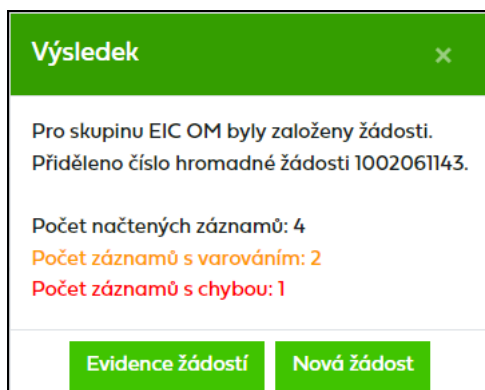 Výsledek ×
Pro skupinu EIC OM byly založeny žádosti.
Přiděleno číslo hromadné žádosti 1002061143.
Počet načtených záznamů: 4
Počet záznamů s varováním: 2
Počet záznamů s chybou: 1
Evidence žádostí Nová žádost